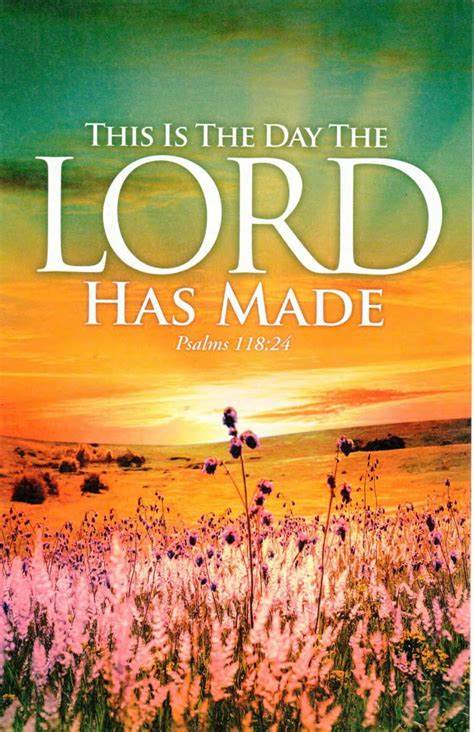 This Is The Day The
LORD
Has Made
Psalms 118:24